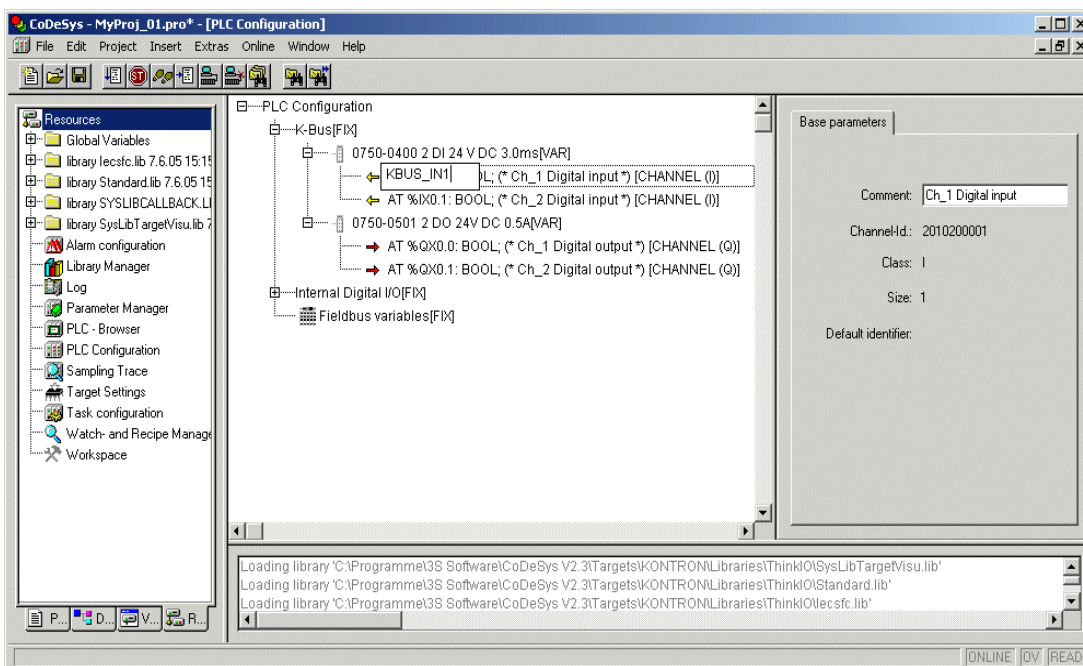 CoDeSys - MyProj_01.pro* - [PLC Configuration]
File Edit Project Insert Extras Online Window Help
Resources
Global Variables
library Iecsfc.lib 7.6.05 15:15
library Standard.lib 7.6.05 15
library SYSLIBCALLBACK.LI
library SysLibTargetVisu.lib 7
Alarm configuration
Library Manager
Log
Parameter Manager
PLC - Browser
PLC Configuration
Sampling Trace
Target Settings
Task configuration
Watch- and Recipe Manage
Workspace
P...
D...
V...
R...
PLC Configuration
K-Bus[FIX]
0750-0400 2 DI 24 V DC 3.0ms[VAR]
KBUS_IN1 OL; (* Ch_1 Digital input *) [CHANNEL (I)]
AT %IX0.1: BOOL; (* Ch_2 Digital input *) [CHANNEL (I)]
0750-0501 2 DO 24V DC 0.5A[VAR]
AT %QX0.0: BOOL; (* Ch_1 Digital output *) [CHANNEL (Q)]
AT %QX0.1: BOOL; (* Ch_2 Digital output *) [CHANNEL (Q)]
Internal Digital I/O[FIX]
Fieldbus variables[FIX]
Base parameters
Comment: Ch_1 Digital input
Channel-Id.: 2010200001
Class: I
Size: 1
Default identifier:
Loading library 'C:\Programme\3S Software\CoDeSys V2.3\Targets\KONTRON\Libraries\ThinkIO\SysLibTargetVisu.lib'
Loading library 'C:\Programme\3S Software\CoDeSys V2.3\Targets\KONTRON\Libraries\ThinkIO\Standard.lib'
Loading library 'C:\Programme\3S Software\CoDeSys V2.3\Targets\KONTRON\Libraries\ThinkIO\Iecsfc.lib'
ONLINE OV READ